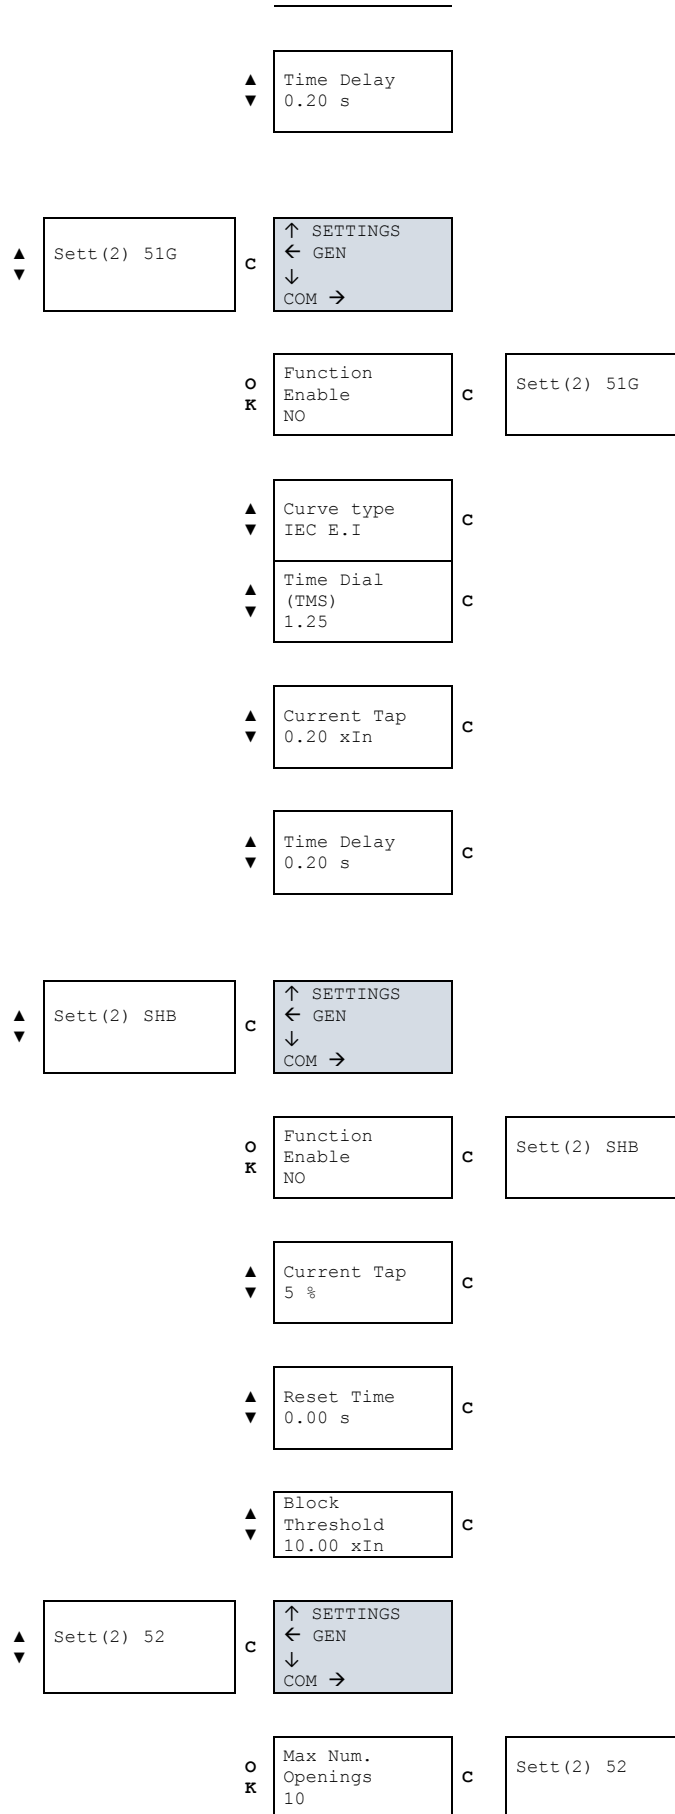 ▲
▼
Time Delay
0.20 s
▲
▼
Sett(2) 51G
C
↑ SETTINGS
← GEN
↓
COM →
O
K
Function
Enable
NO
C
Sett(2) 51G
▲
▼
Curve type
IEC E.I
C
▲
▼
Time Dial
(TMS)
1.25
C
▲
▼
Current Tap
0.20 xIn
C
▲
▼
Time Delay
0.20 s
C
▲
▼
Sett(2) SHB
C
↑ SETTINGS
← GEN
↓
COM →
O
K
Function
Enable
NO
C
Sett(2) SHB
▲
▼
Current Tap
5 %
C
▲
▼
Reset Time
0.00 s
C
▲
▼
Block
Threshold
10.00 xIn
C
▲
▼
Sett(2) 52
C
↑ SETTINGS
← GEN
↓
COM →
O
K
Max Num.
Openings
10
C
Sett(2) 52